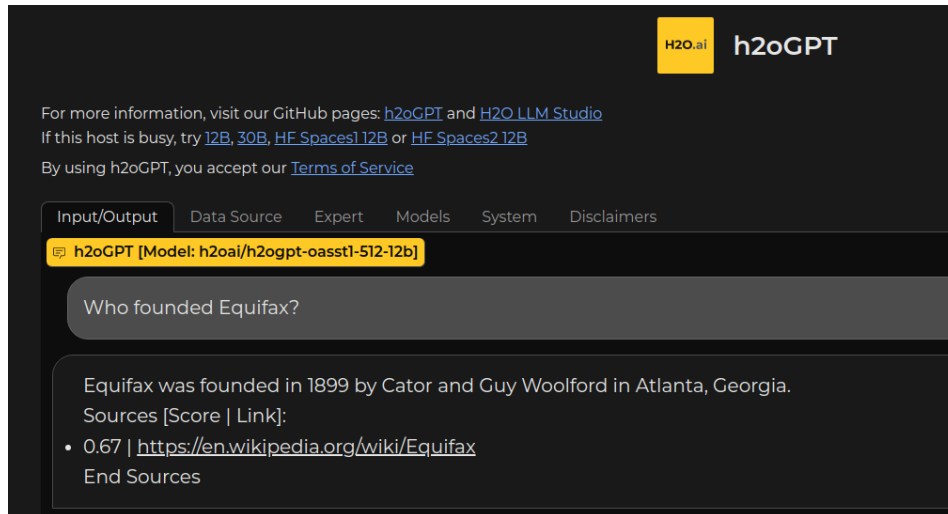 H2O.ai h2oGPT
For more information, visit our GitHub pages: h2oGPT and H2O LLM Studio
If this host is busy, try 12B, 30B, HF Spaces1 12B or HF Spaces2 12B
By using h2oGPT, you accept our Terms of Service
Input/Output Data Source Expert Models System Disclaimers
h2oGPT [Model: h2oai/h2ogpt-oasst1-512-12b]
Who founded Equifax?
Equifax was founded in 1899 by Cator and Guy Woolford in Atlanta, Georgia.
Sources [Score | Link]:
• 0.67 | https://en.wikipedia.org/wiki/Equifax
End Sources